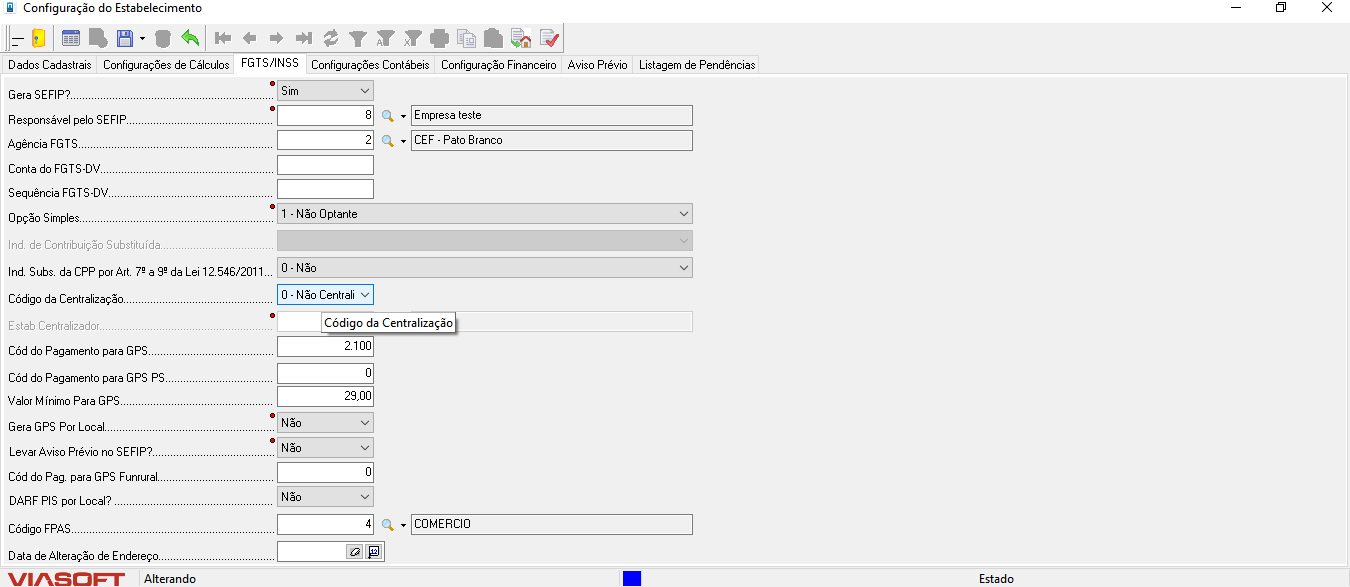 Configuração do Estabelecimento
Dados Cadastrais Configurações de Cálculos FGTS/INSS Configurações Contábeis Configuração Financeiro Aviso Prévio Listagem de Pendências
Gera SEFIP? Sim
Responsável pelo SEFIP 8 Empresa teste
Agência FGTS 2 CEF - Pato Branco
Conta do FGTS-DV
Sequência FGTS-DV
Opção Simples 1 - Não Optante
Ind. de Contribuição Substituída
Ind. Subs. da CPP por Art. 7º a 9º da Lei 12.546/2011... 0 - Não
Código da Centralização 0 - Não Centrali
Estab Centralizador Código da Centralização
Cód do Pagamento para GPS 2.100
Cód do Pagamento para GPS PS 0
Valor Mínimo Para GPS 29,00
Gera GPS Por Local Não
Levar Aviso Prévio no SEFIP? Não
Cód do Pag. para GPS Funrural 0
DARF PIS por Local? Não
Código FPAS 4 COMERCIO
Data de Alteração de Endereço 12
VIASOFT Alterando Estado